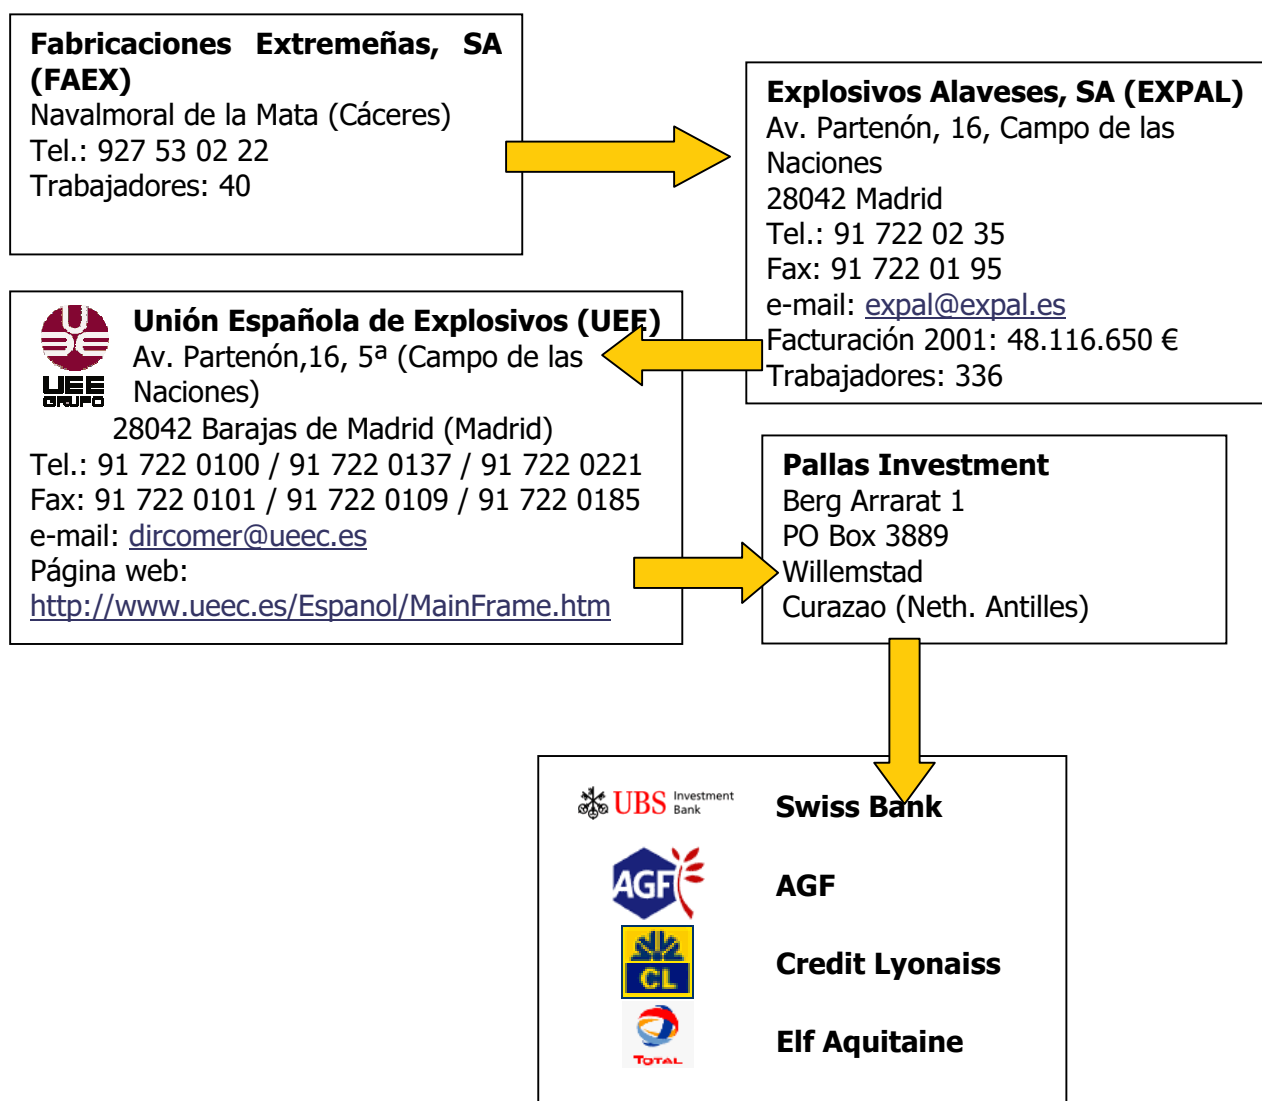 Fabricaciones Extremeñas, SA
(FAEX)
Navalmoral de la Mata (Cáceres)
Tel.: 927 53 02 22
Trabajadores: 40
Explosivos Alaveses, SA (EXPAL)
Av. Partenón, 16, Campo de las
Naciones
28042 Madrid
Tel.: 91 722 02 35
Fax: 91 722 01 95
e-mail: expal@expal.es
Facturación 2001: 48.116.650 €
Trabajadores: 336
UEE
GRUPO
Unión Española de Explosivos (UEE)
Av. Partenón,16, 5ª (Campo de las
Naciones)
28042 Barajas de Madrid (Madrid)
Tel.: 91 722 0100 / 91 722 0137 / 91 722 0221
Fax: 91 722 0101 / 91 722 0109 / 91 722 0185
e-mail: dircomer@ueec.es
Página web:
http://www.ueec.es/Espanol/MainFrame.htm
Pallas Investment
Berg Arrarat 1
PO Box 3889
Willemstad
Curazao (Neth. Antilles)
UBS Investment
Bank
Swiss Bank
AGF
AGF
CL
Credit Lyonaiss
TOTAL
Elf Aquitaine